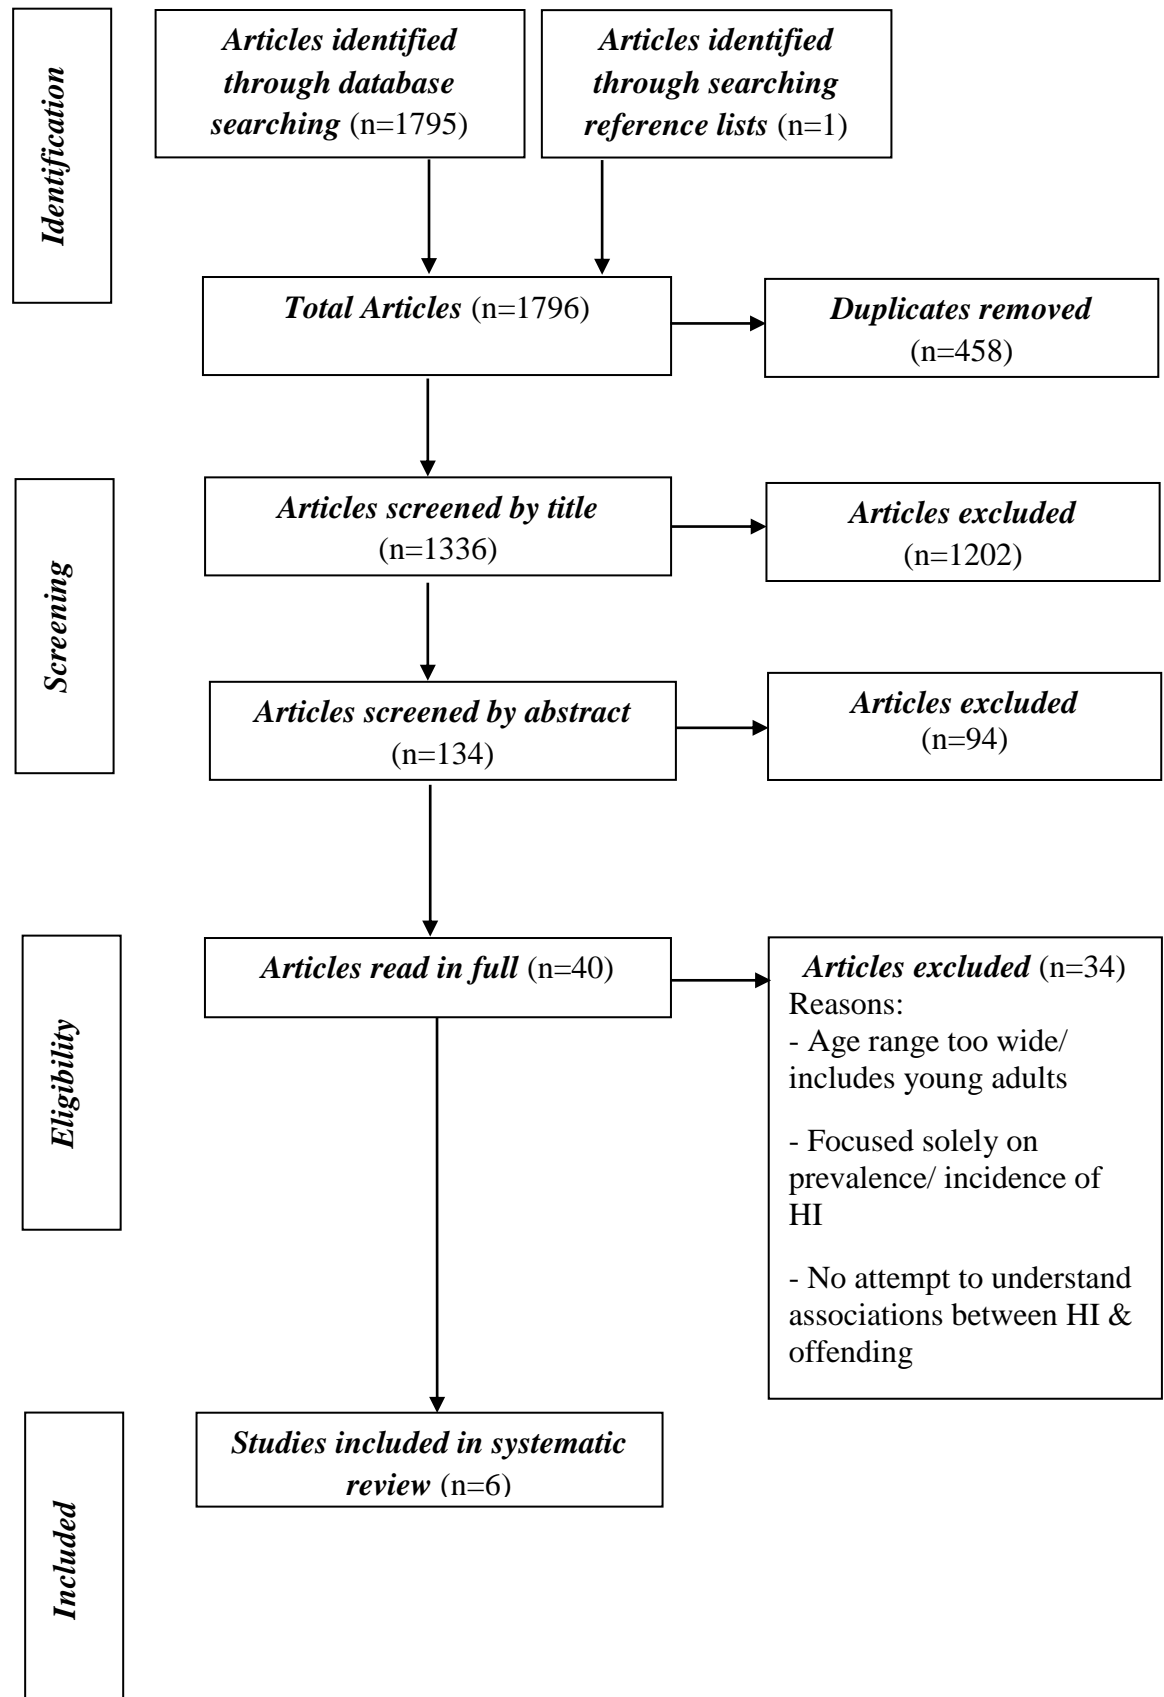 Identification
Articles identified
through database
searching (n=1795)
Articles identified
through searching
reference lists (n=1)
Total Articles (n=1796)
Duplicates removed
(n=458)
Screening
Articles screened by title
(n=1336)
Articles excluded
(n=1202)
Articles screened by abstract
(n=134)
Articles excluded
(n=94)
Eligibility
Articles read in full (n=40)
Articles excluded (n=34)
Reasons:
- Age range too wide/
includes young adults
- Focused solely on
prevalence/ incidence of
HI
- No attempt to understand
associations between HI &
offending
Included
Studies included in systematic
review (n=6)